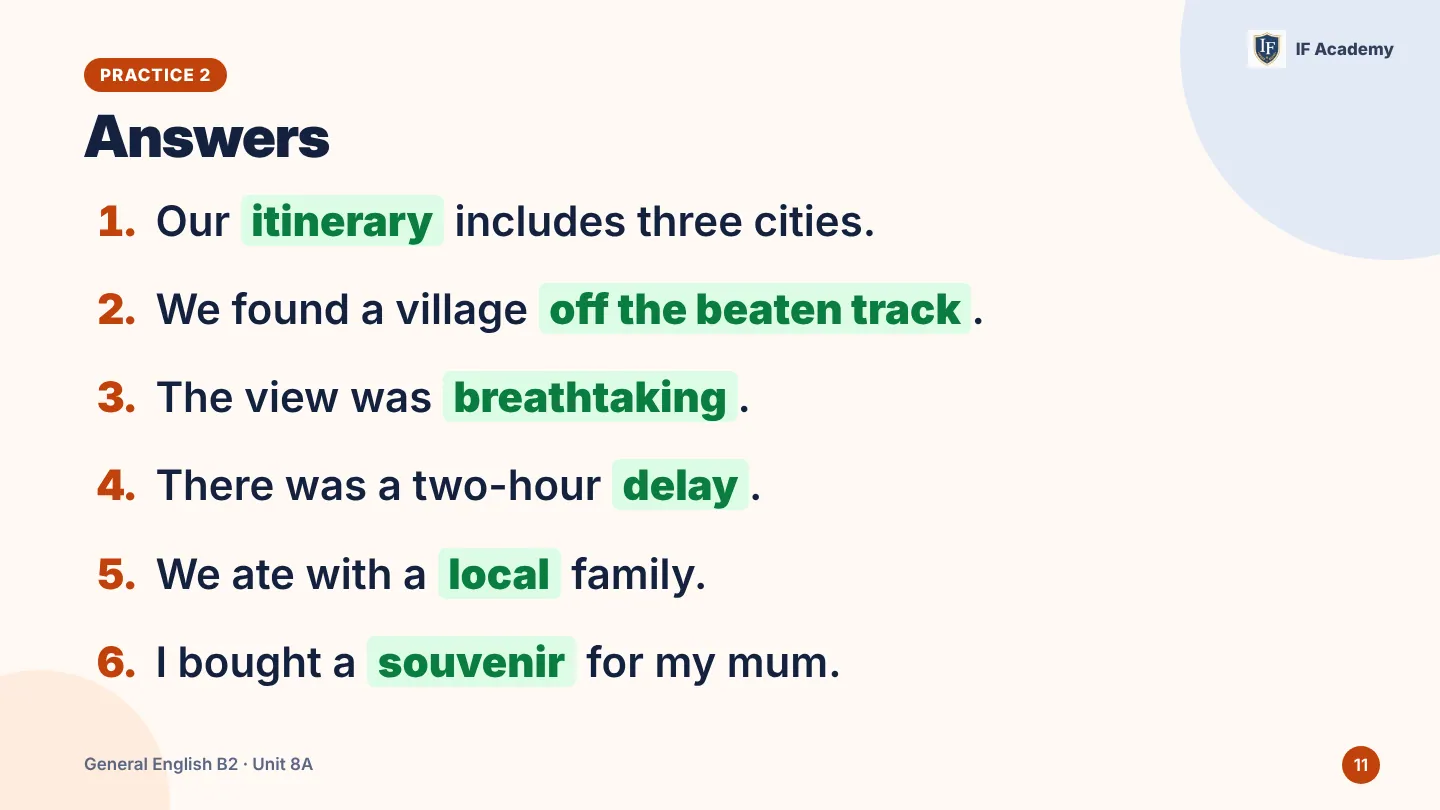 IF Academy
PRACTICE 2
Answers
1. Our itinerary includes three cities.
2. We found a village off the beaten track.
3. The view was breathtaking.
4. There was a two-hour delay.
5. We ate with a local family.
6. I bought a souvenir for my mum.
General English B2 · Unit 8A
11